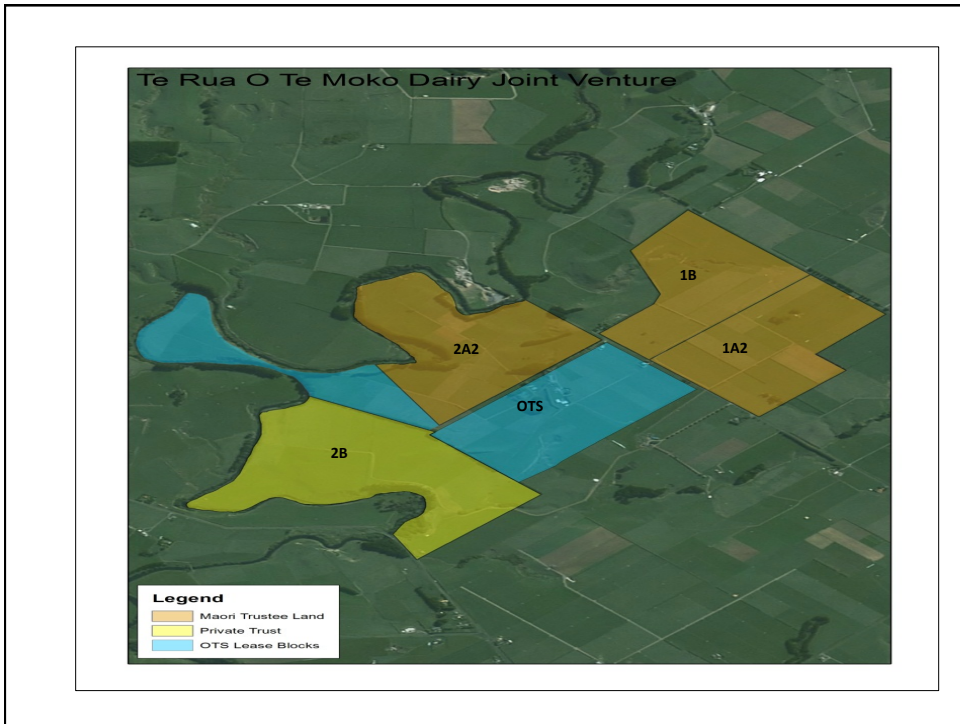 Te Rua O Te Moko Dairy Joint Venture
1B
1A2
2A2
OTS
2B
Legend
Maori Trustee Land
Private Trust
OTS Lease Blocks